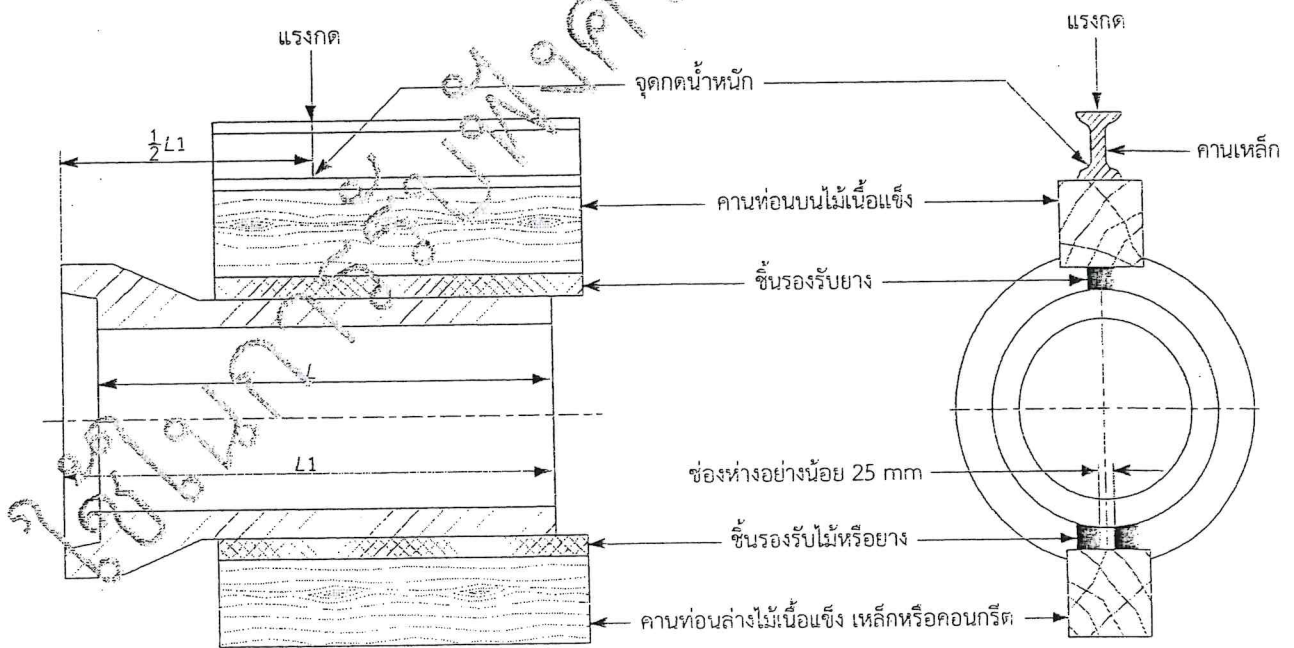 แรงกด
แรงกด
จุดกดน้ำหนัก
คานเหล็ก
½L1
คานท่อนบนไม้เนื้อแข็ง
ชิ้นรองรับยาง
L
L1
ช่องห่างอย่างน้อย 25 mm
ชิ้นรองรับไม้หรือยาง
คานท่อนล่างไม้เนื้อแข็ง เหล็กหรือคอนกรีต